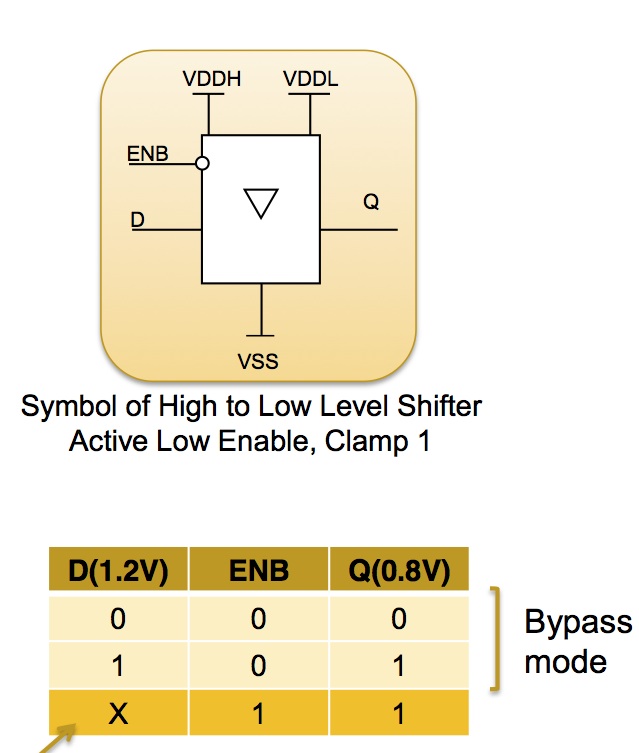 VDDH VDDL
ENB
D
Q
VSS
Symbol of High to Low Level Shifter
Active Low Enable, Clamp 1
D(1.2V) ENB Q(0.8V)
0 0 0
1 0 1
X 1 1
Bypass
mode